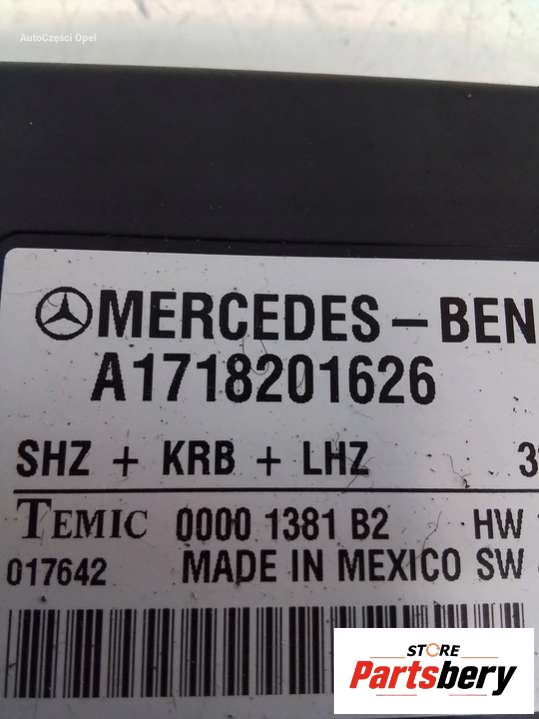 AutoCzęści Opel
MERCEDES-BEN
A1718201626
SHZ + KRB + LHZ
TEMIC 0000 1381 B2 HW
017642 MADE IN MEXICO SW
STORE
Partsbery